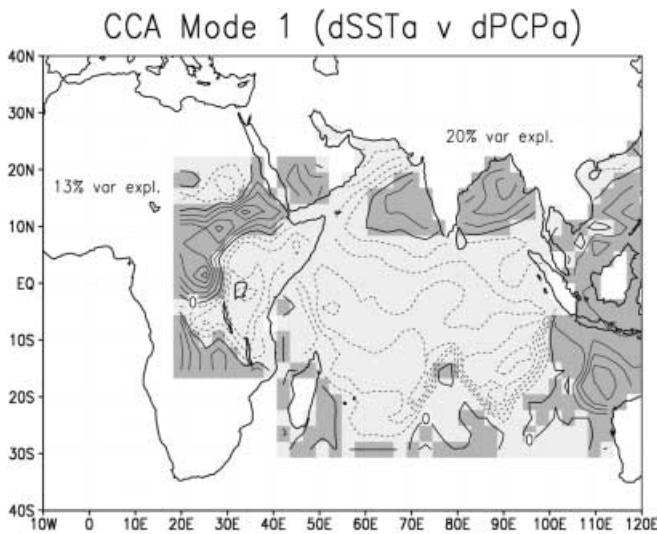 CCA Mode 1 (dSSTa v dPCPa)
40N
30N
20N
10N
EQ
10S
20S
30S
40S
20% var expl.
13% var expl.
0
0
0
10W 0 10E 20E 30E 40E 50E 60E 70E 80E 90E 100E 110E 120E